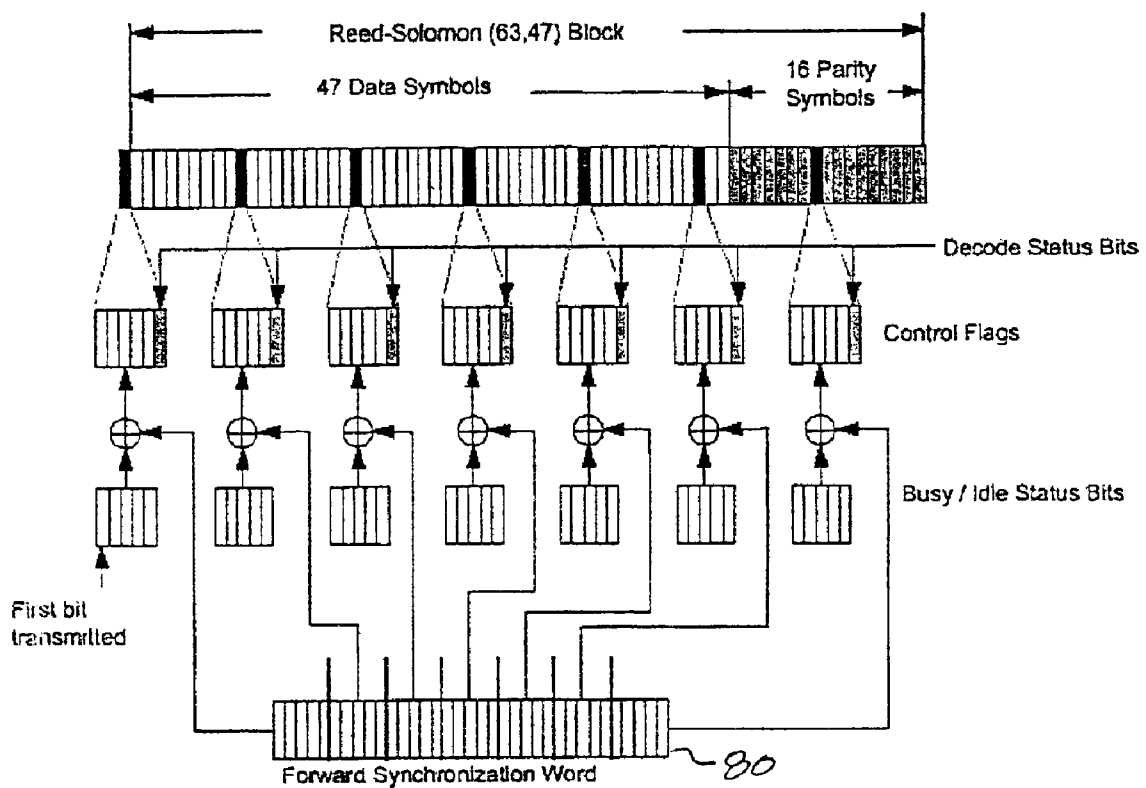 Reed-Solomon (63,47) Block
47 Data Symbols
16 Parity
Symbols
Decode Status Bits
Control Flags
Busy / Idle Status Bits
First bit
transmitted
Forward Synchronization Word
80